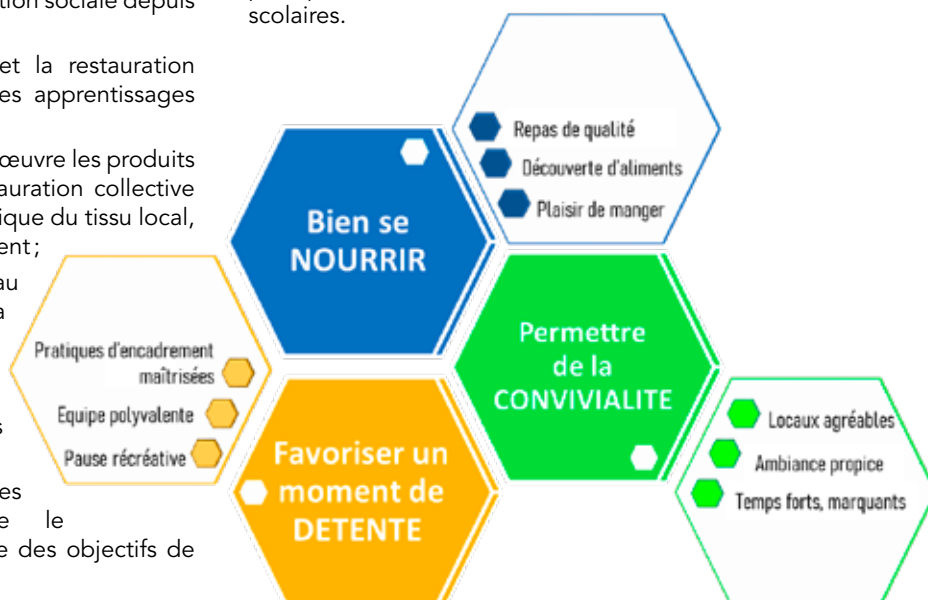 tion sociale depuis
scolaires.
et la restauration
es apprentissages
œuvre les produits
auration collective
ique du tissu local,
ent ;
au
a
s
es
e le
e des objectifs de
Repas de qualité
Découverte d'aliments
Plaisir de manger
Bien se
NOURRIR
Permettre
de la
CONVIVIALITE
Pratiques d'encadrement
maîtrisées
Equipe polyvalente
Pause récréative
Favoriser un
moment de
DETENTE
Locaux agréables
Ambiance propice
Temps forts, marquants